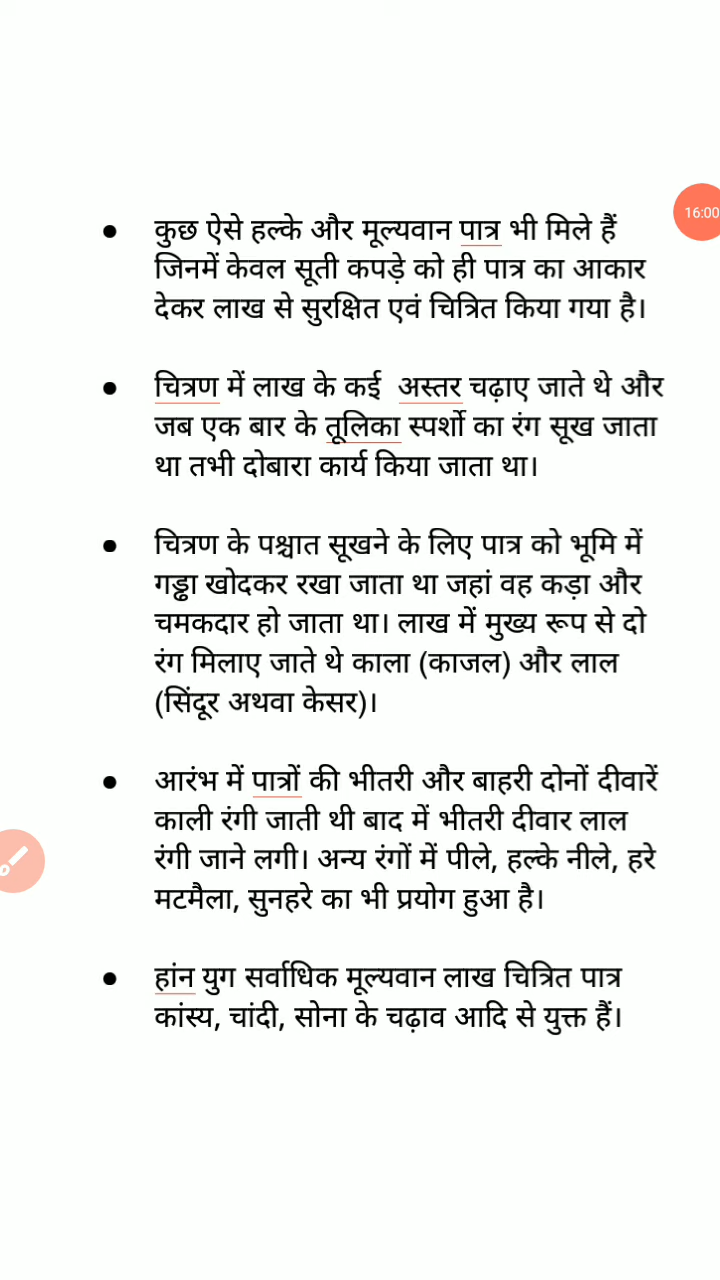 16:00
• कुछ ऐसे हल्के और मूल्यवान पात्र भी मिले हैं
जिनमें केवल सूती कपड़े को ही पात्र का आकार
देकर लाख से सुरक्षित एवं चित्रित किया गया है।
• चित्रण में लाख के कई अस्तर चढ़ाए जाते थे और
जब एक बार के तूलिका स्पर्शो का रंग सूख जाता
था तभी दोबारा कार्य किया जाता था।
• चित्रण के पश्चात सूखने के लिए पात्र को भूमि में
गड्ढा खोदकर रखा जाता था जहां वह कड़ा और
चमकदार हो जाता था। लाख में मुख्य रूप से दो
रंग मिलाए जाते थे काला (काजल) और लाल
(सिंदूर अथवा केसर)।
• आरंभ में पात्रों की भीतरी और बाहरी दोनों दीवारें
काली रंगी जाती थी बाद में भीतरी दीवार लाल
रंगी जाने लगी। अन्य रंगों में पीले, हल्के नीले, हरे
मटमैला, सुनहरे का भी प्रयोग हुआ है।
• हांन युग सर्वाधिक मूल्यवान लाख चित्रित पात्र
कांस्य, चांदी, सोना के चढ़ाव आदि से युक्त हैं।